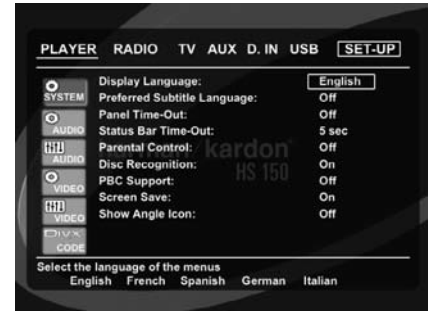 PLAYER RADIO TV AUX D. IN USB SET-UP
SYSTEM
AUDIO
AUDIO
VIDEO
VIDEO
DIVX
CODE
Display Language: English
Preferred Subtitle Language: Off
Panel Time-Out: Off
Status Bar Time-Out: 5 sec
Parental Control: Off
Disc Recognition: On
PBC Support: Off
Screen Save: On
Show Angle Icon: Off
harman/kardon
HS 150
Select the language of the menus
English French Spanish German Italian